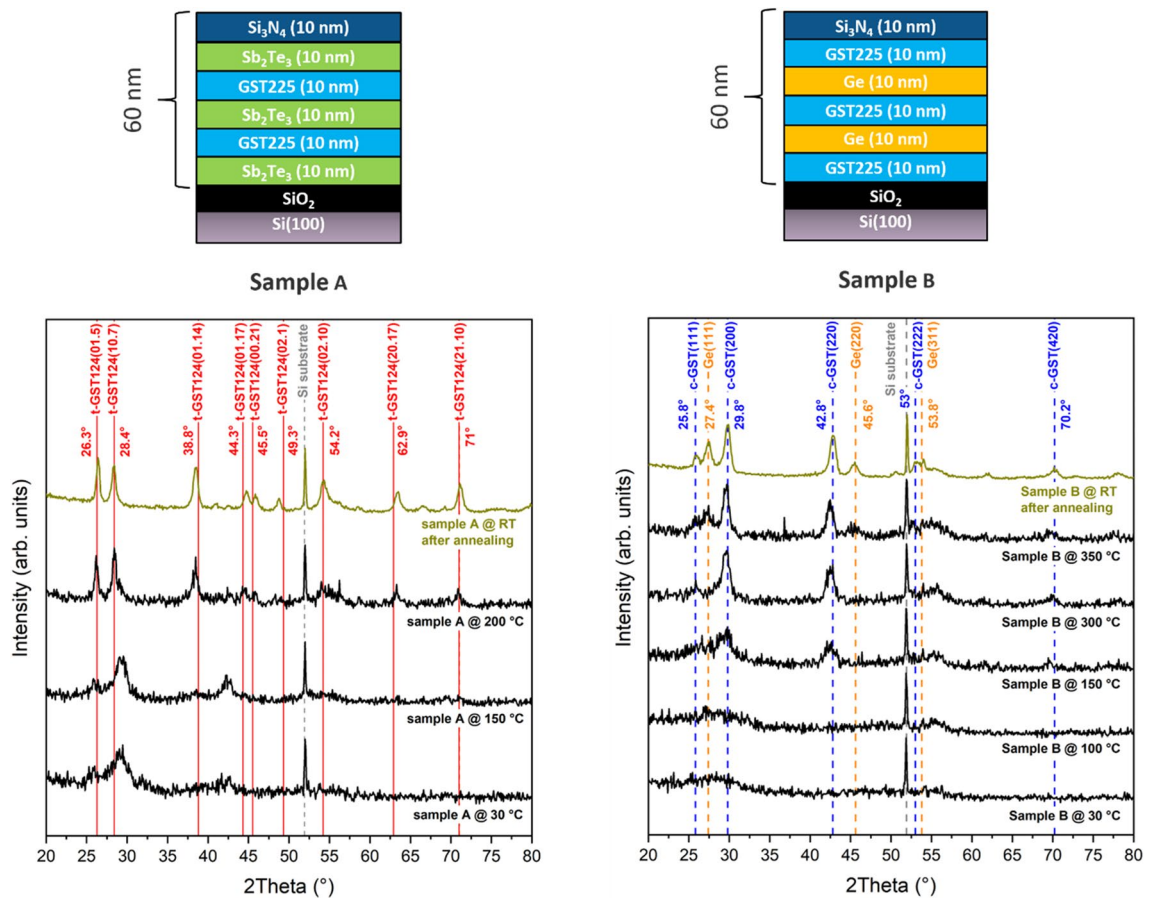 60 nm
Si₃N₄ (10 nm)
Sb₂Te₃ (10 nm)
GST225 (10 nm)
Sb₂Te₃ (10 nm)
GST225 (10 nm)
Sb₂Te₃ (10 nm)
SiO₂
Si(100)
Sample A
60 nm
Si₃N₄ (10 nm)
GST225 (10 nm)
Ge (10 nm)
GST225 (10 nm)
Ge (10 nm)
GST225 (10 nm)
SiO₂
Si(100)
Sample B
Intensity (arb. units)
t-GST124(01.5)
t-GST124(10.7)
t-GST124(01.14)
t-GST124(01.17)
t-GST124(00.21)
t-GST124(02.1)
Si substrate
t-GST124(02.10)
t-GST124(20.17)
t-GST124(21.10)
26.3°
28.4°
38.8°
44.3°
45.5°
49.3°
54.2°
62.9°
71°
sample A @ RT
after annealing
sample A @ 200 °C
sample A @ 150 °C
sample A @ 30 °C
20 25 30 35 40 45 50 55 60 65 70 75 80
2Theta (°)
Intensity (arb. units)
c-GST(111)
Ge(111)
c-GST(200)
c-GST(220)
Ge(220)
Si substrate
c-GST(222)
Ge(311)
c-GST(420)
25.8°
27.4°
29.8°
42.8°
45.6°
53°
53.8°
70.2°
Sample B @ RT
after annealing
Sample B @ 350 °C
Sample B @ 300 °C
Sample B @ 150 °C
Sample B @ 100 °C
Sample B @ 30 °C
20 25 30 35 40 45 50 55 60 65 70 75 80
2Theta (°)